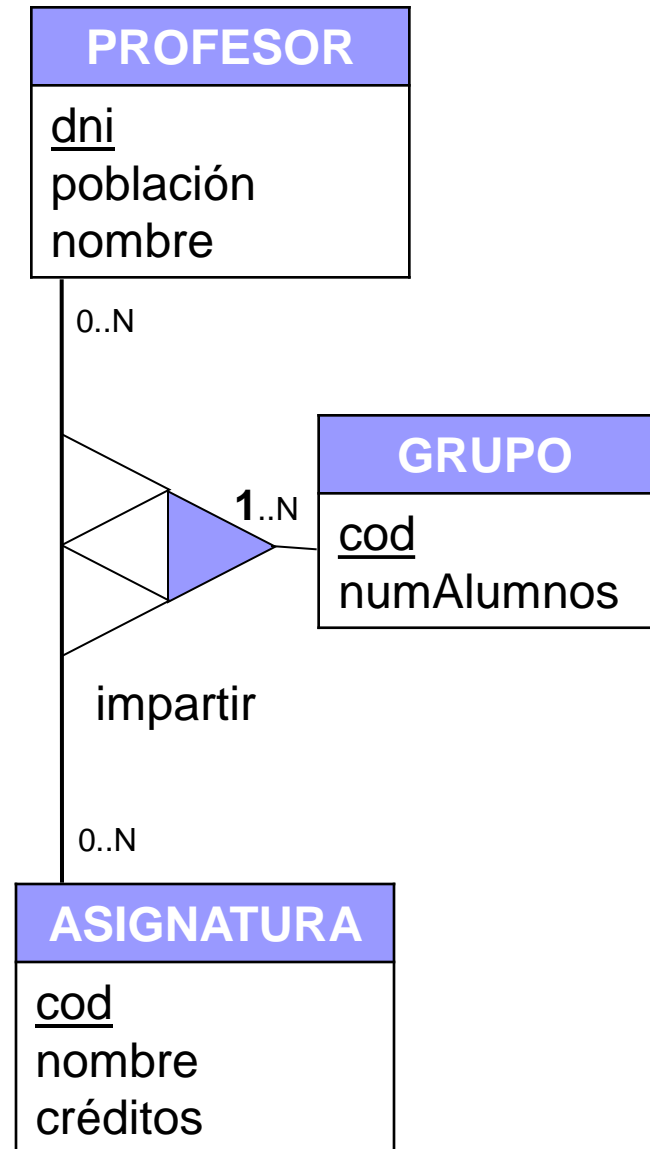 PROFESOR
dni
población
nombre
0..N
GRUPO
1..N
cod
numAlumnos
impartir
0..N
ASIGNATURA
cod
nombre
créditos